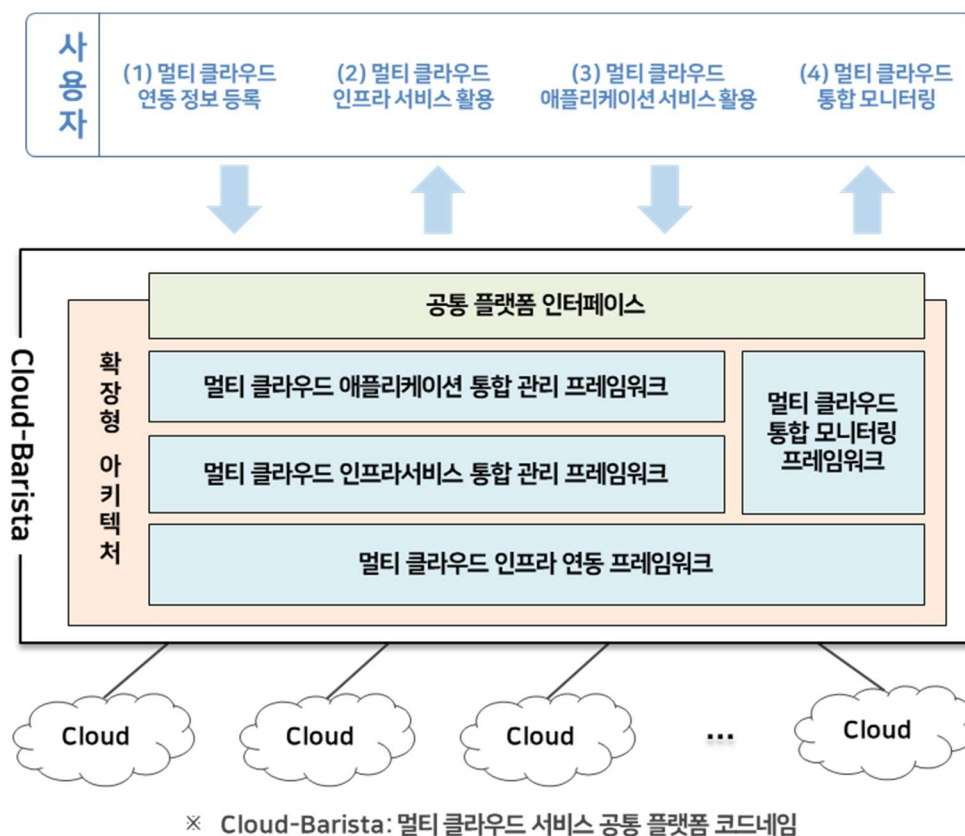 사용자
(1) 멀티 클라우드
연동 정보 등록
(2) 멀티 클라우드
인프라 서비스 활용
(3) 멀티 클라우드
애플리케이션 서비스 활용
(4) 멀티 클라우드
통합 모니터링
Cloud-Barista
확장형 아키텍처
공통 플랫폼 인터페이스
멀티 클라우드 애플리케이션 통합 관리 프레임워크
멀티 클라우드 인프라서비스 통합 관리 프레임워크
멀티 클라우드
통합 모니터링
프레임워크
멀티 클라우드 인프라 연동 프레임워크
Cloud
Cloud
Cloud
...
Cloud
※ Cloud-Barista: 멀티 클라우드 서비스 공통 플랫폼 코드네임